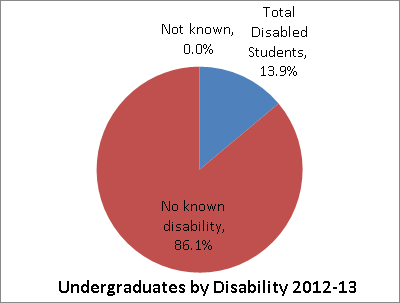 Total
Disabled
Students,
13.9%
Not known,
0.0%
No known
disability,
86.1%
Undergraduates by Disability 2012-13